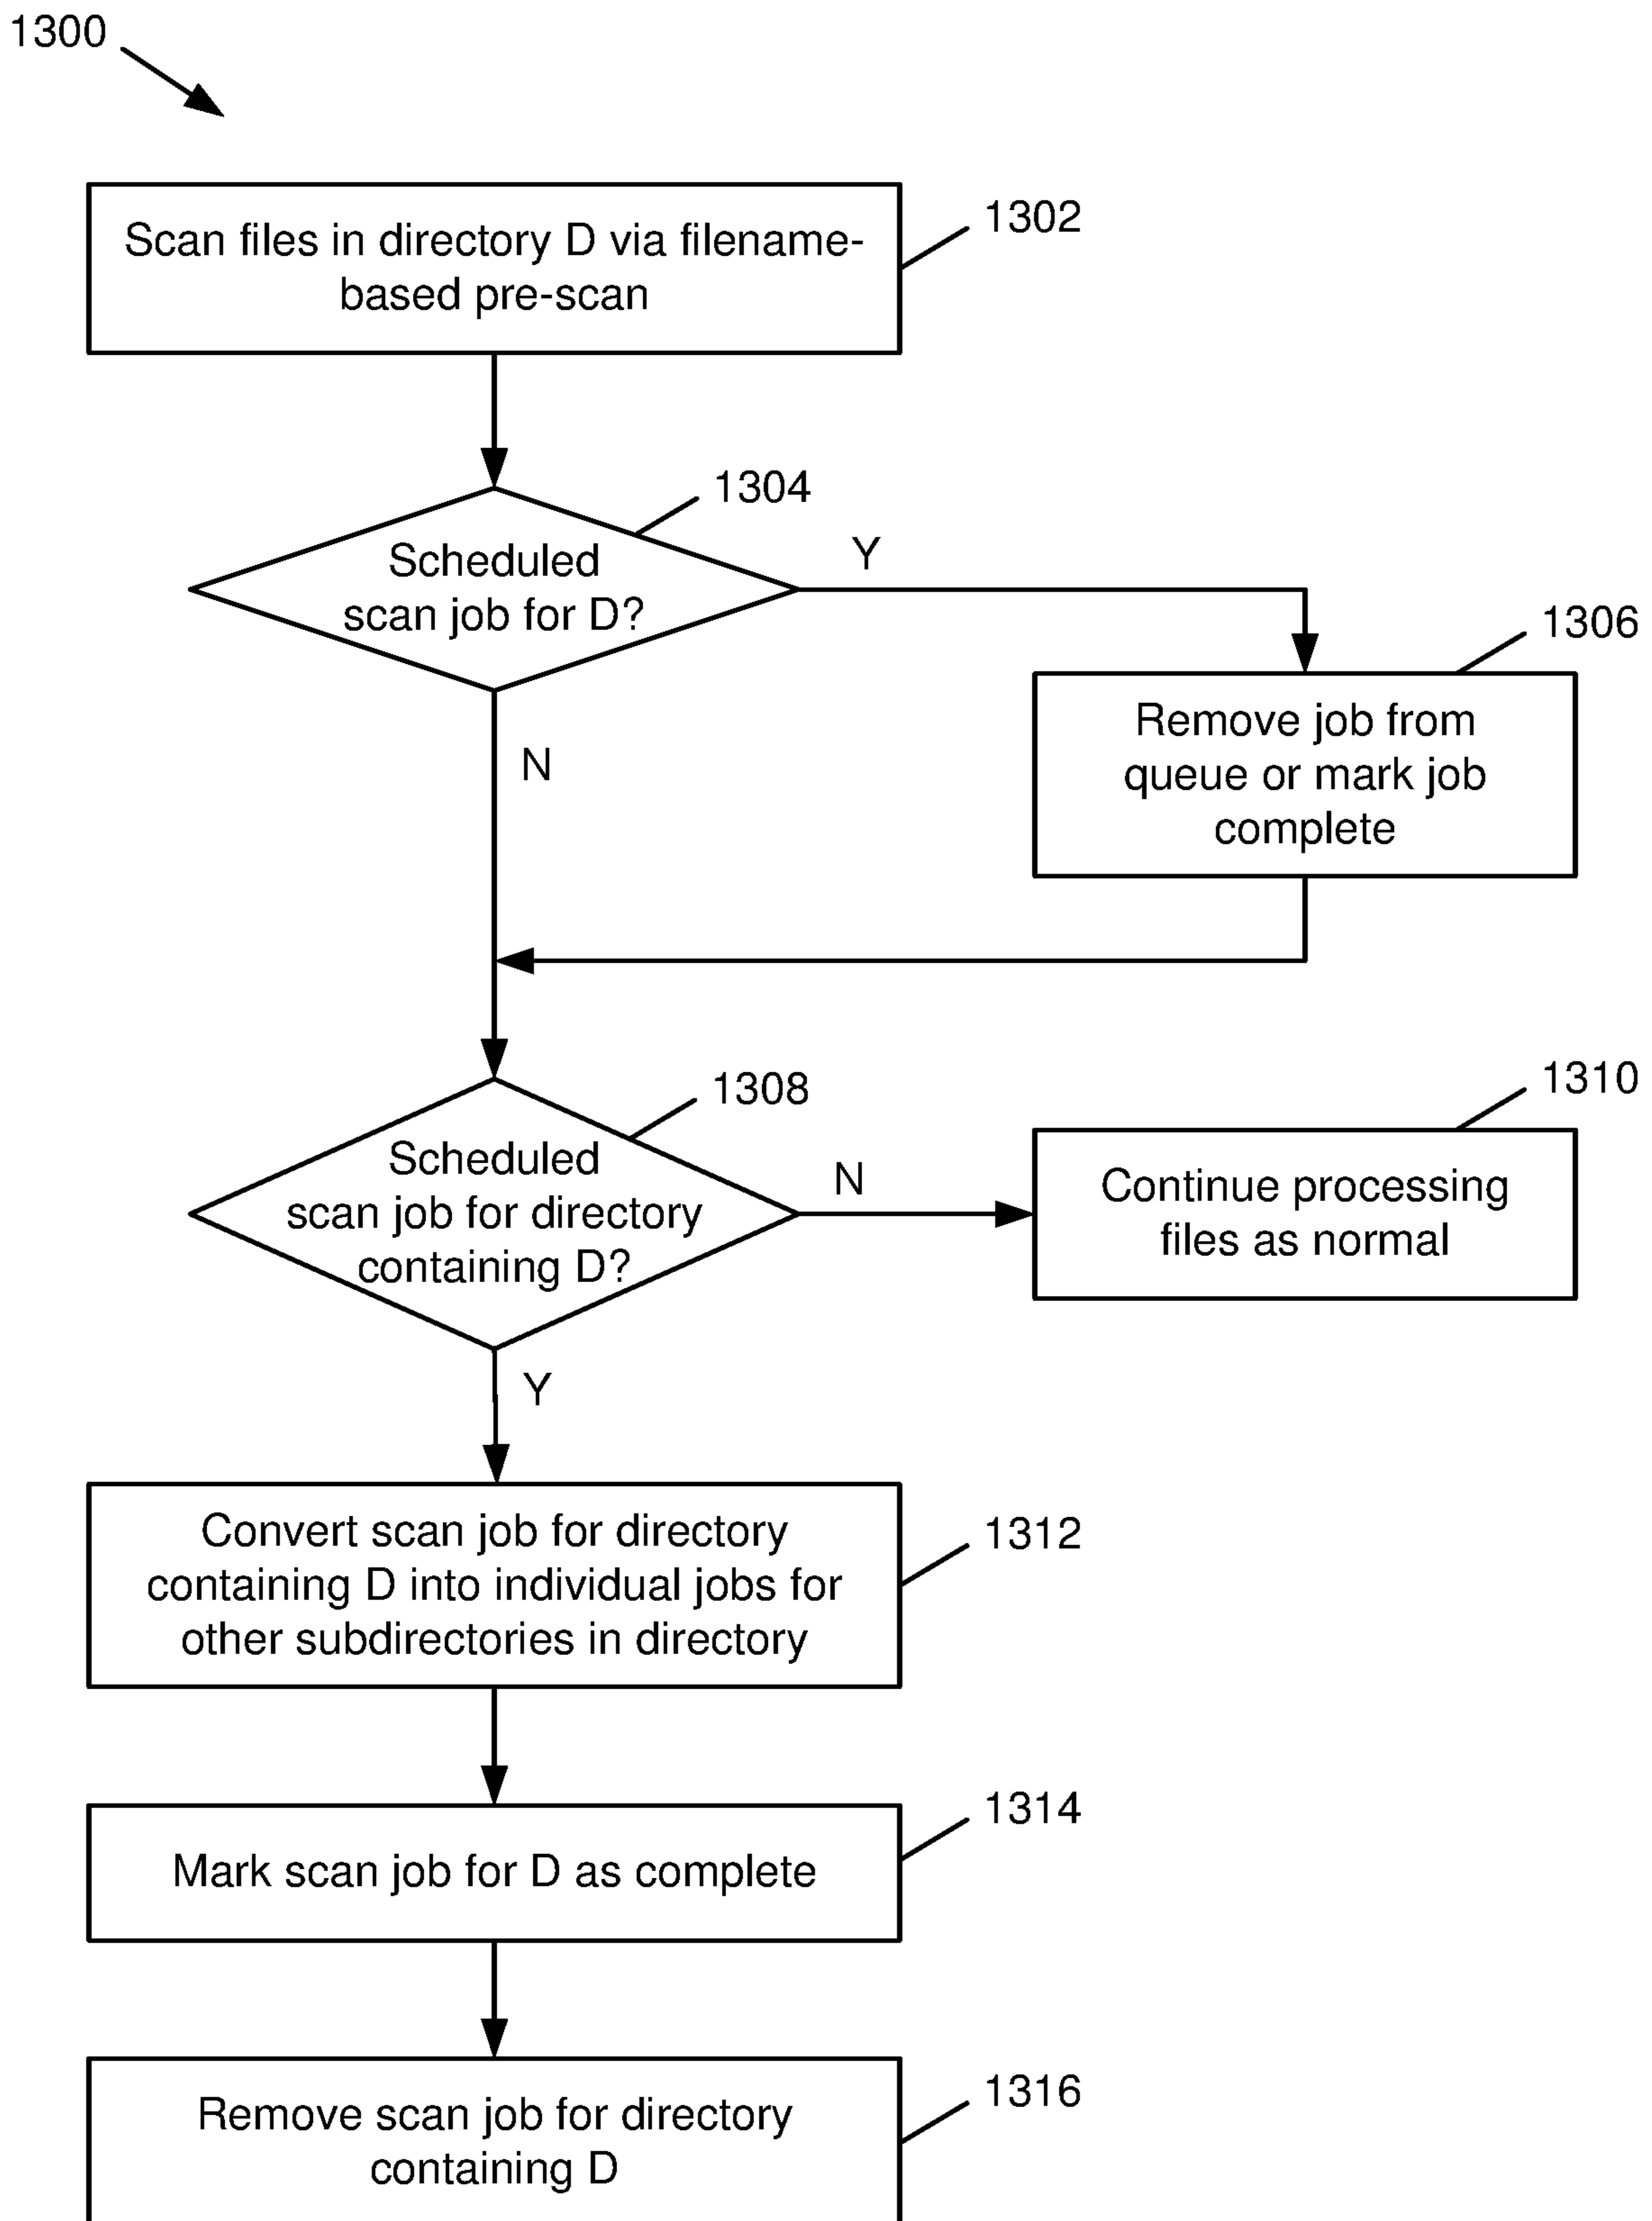 1300
Scan files in directory D via filename-
based pre-scan
1302
1304
Scheduled
scan job for D?
Y
N
1306
Remove job from
queue or mark job
complete
1308
Scheduled
scan job for directory
containing D?
N
Y
1310
Continue processing
files as normal
Convert scan job for directory
containing D into individual jobs for
other subdirectories in directory
1312
Mark scan job for D as complete
1314
Remove scan job for directory
containing D
1316